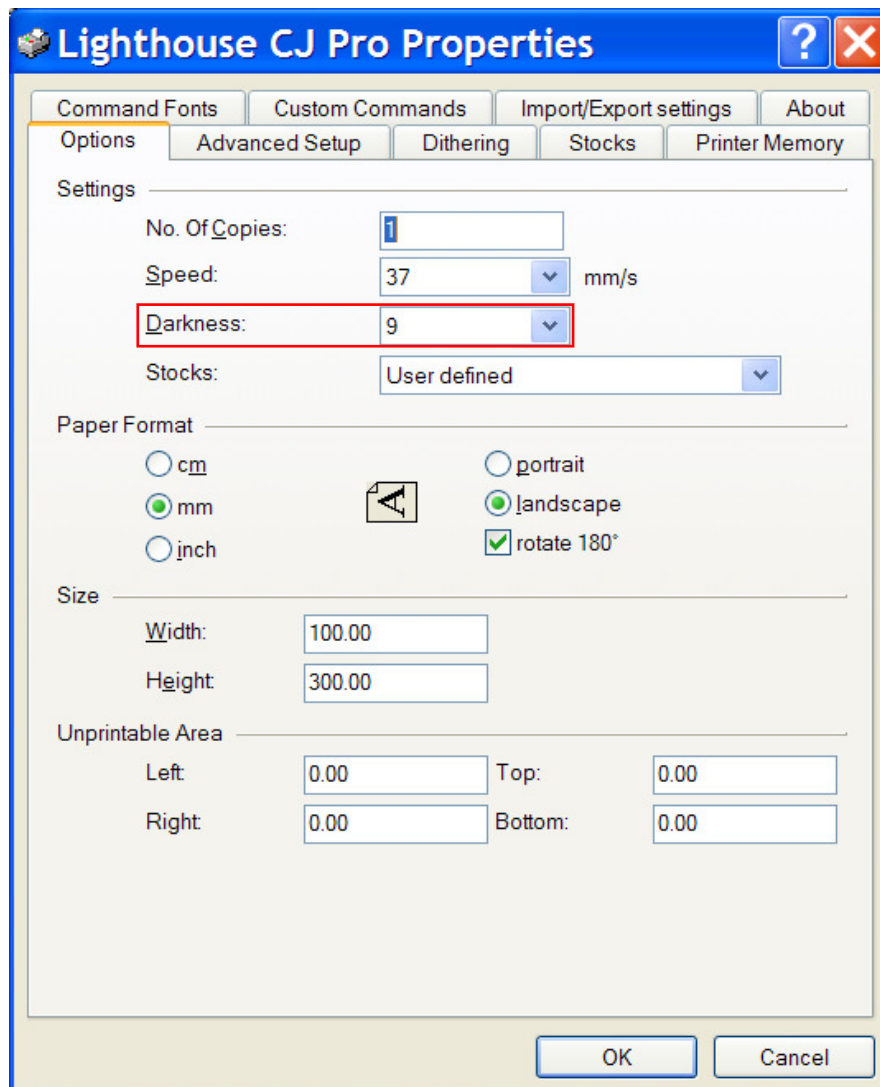 Lighthouse CJ Pro Properties
Command Fonts Custom Commands Import/Export settings About
Options Advanced Setup Dithering Stocks Printer Memory
Settings
No. Of Copies: 1
Speed: 37 mm/s
Darkness: 9
Stocks: User defined
Paper Format
cm portrait
mm A landscape
inch rotate 180°
Size
Width: 100.00
Height: 300.00
Unprintable Area
Left: 0.00 Top: 0.00
Right: 0.00 Bottom: 0.00
OK Cancel